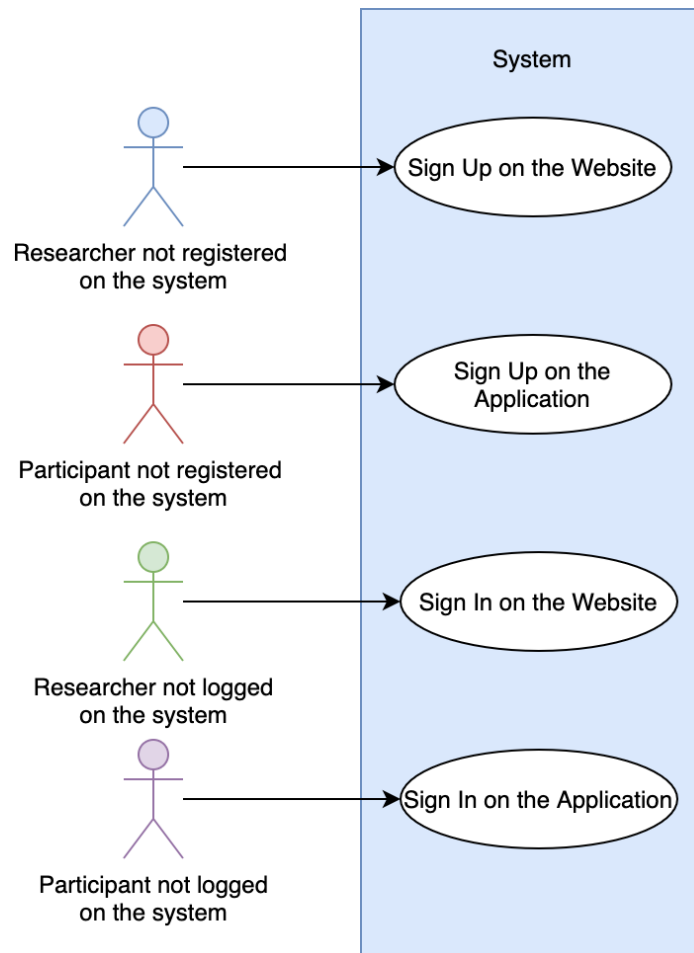 System
Sign Up on the Website
Researcher not registered
on the system
Sign Up on the
Application
Participant not registered
on the system
Sign In on the Website
Researcher not logged
on the system
Sign In on the Application
Participant not logged
on the system